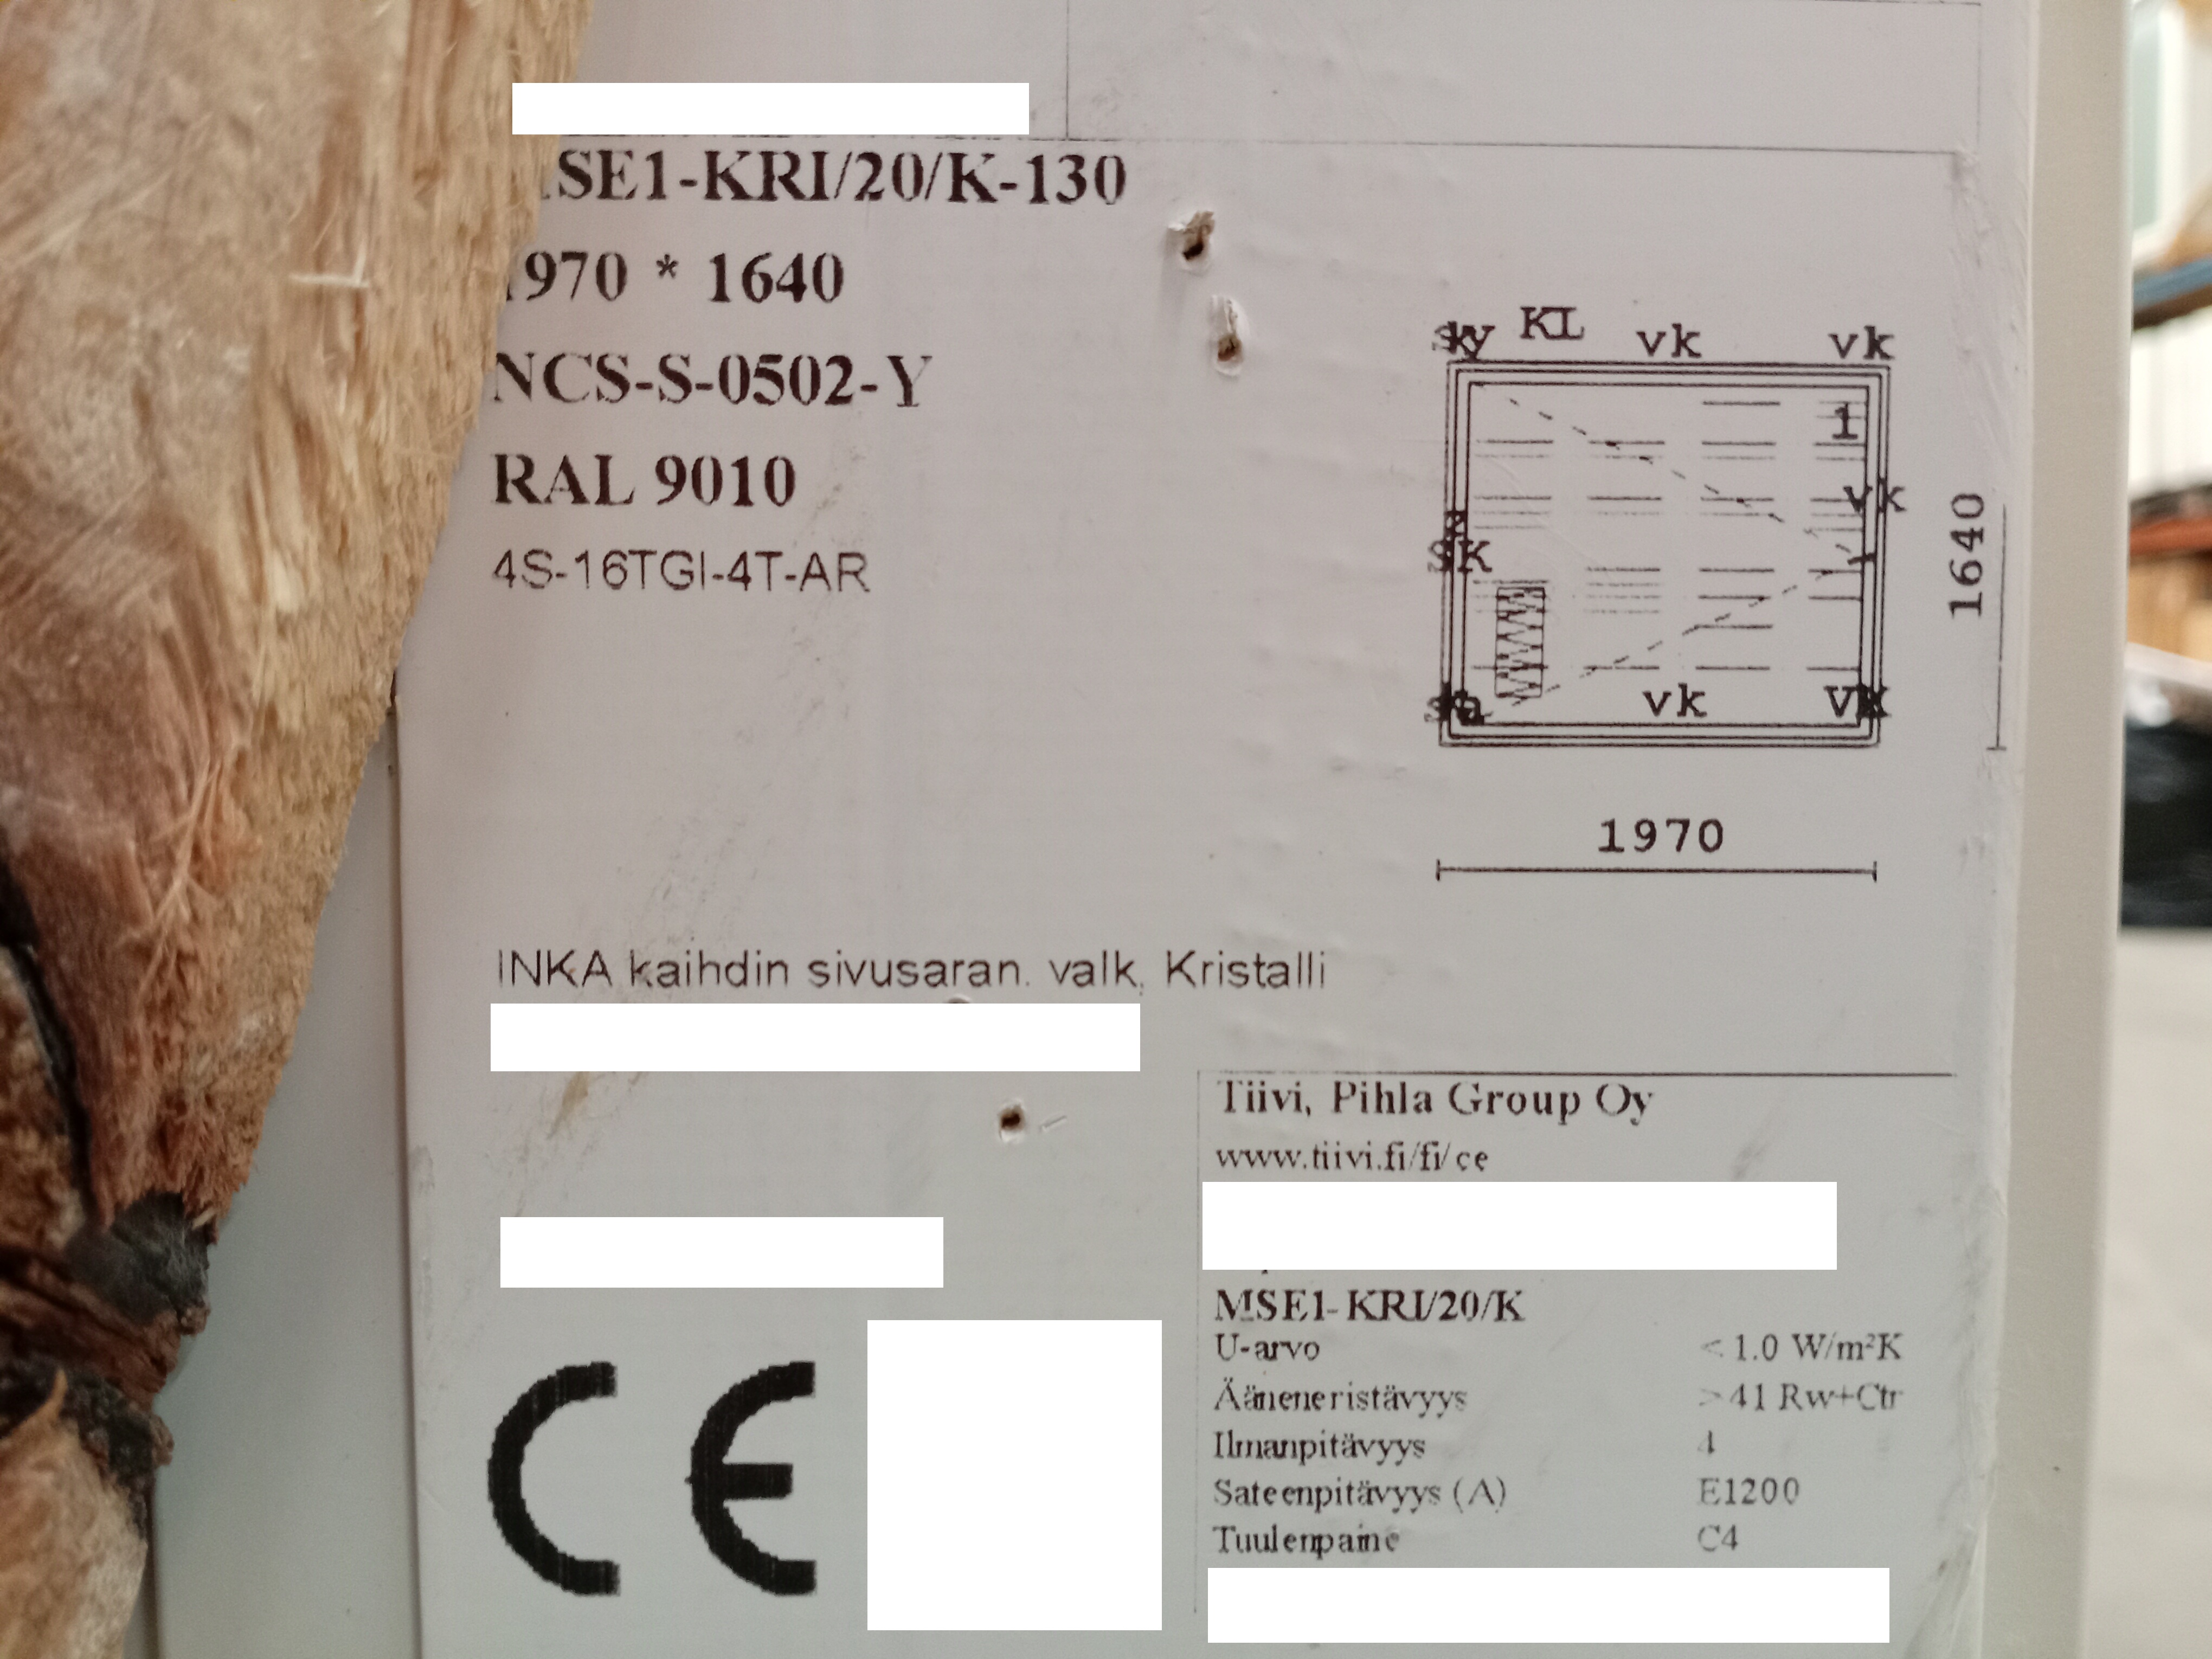 SE1-KRI/20/K-130
1970 * 1640
NCS-S-0502-Y
RAL 9010
4S-16TGI-4T-AR
KL vk vk
1
vk
SK
vk
1640
1970
INKA kaihdin sivusaran. valk, Kristalli
Tiivi, Pihla Group Oy
www.tiivi.fi/fi/ce
MSE1-KRI/20/K
U-arvo < 1.0 W/m²K
Ääneneristävyys > 41 Rw+Ctr
Ilmanpitävyys 4
Sateenpitävyys (A) E1200
Tuulenpaine C4
CE